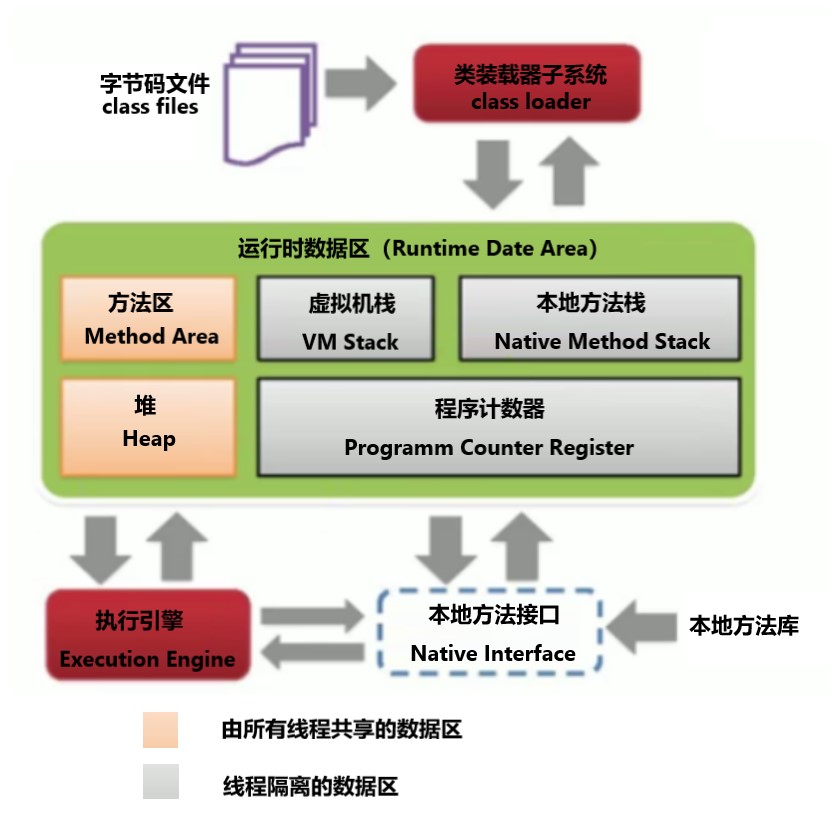 字节码文件
class files
类装载器子系统
class loader
运行时数据区（Runtime Date Area）
方法区
Method Area
虚拟机栈
VM Stack
本地方法栈
Native Method Stack
堆
Heap
程序计数器
Programm Counter Register
执行引擎
Execution Engine
本地方法接口
Native Interface
本地方法库
由所有线程共享的数据区
线程隔离的数据区